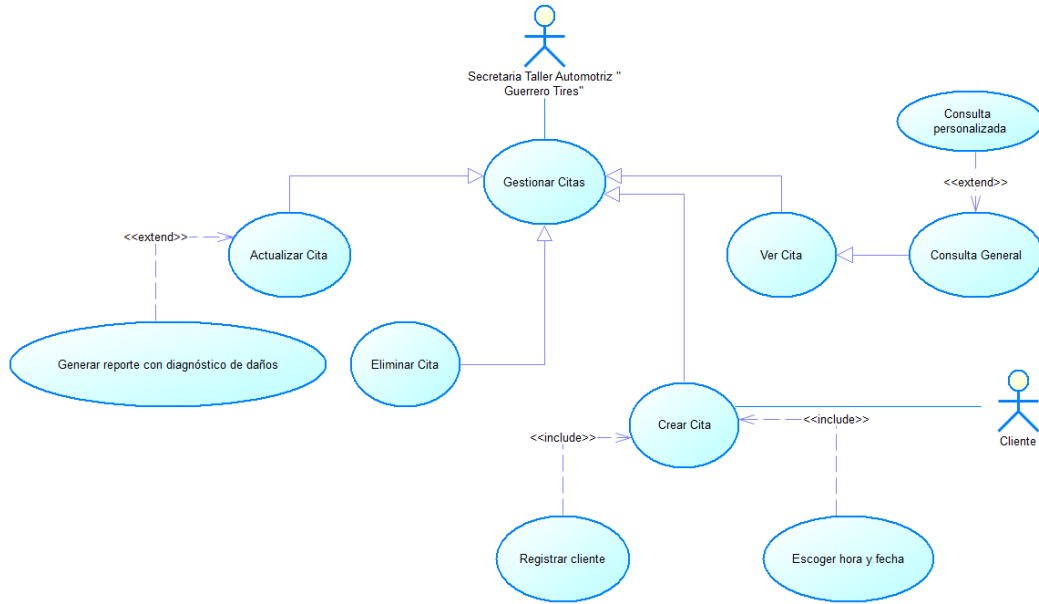 Secretaria Taller Automotriz "
Guerrero Tires"
Consulta
personalizada
Gestionar Citas
<<extend>>
<<extend>>
Actualizar Cita
Ver Cita
Consulta General
Generar reporte con diagnóstico de daños
Eliminar Cita
Crear Cita
<<include>>
<<include>>
Cliente
Registrar cliente
Escoger hora y fecha